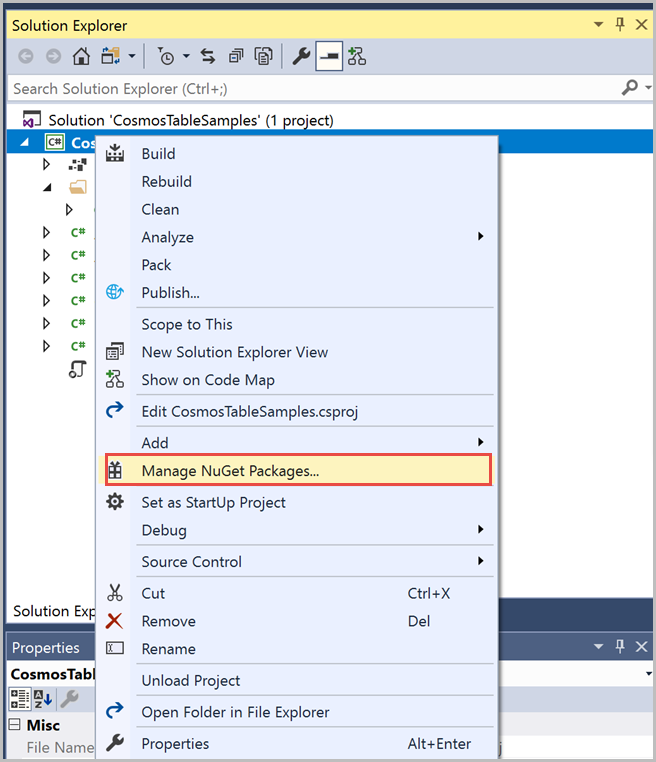 Solution Explorer
Search Solution Explorer (Ctrl+;)
Solution 'CosmosTableSamples' (1 project)
C#
Build
Rebuild
Clean
Analyze
C#
Pack
C#
Publish...
C#
C#
Scope to This
C#
New Solution Explorer View
C#
Show on Code Map
Edit CosmosTableSamples.csproj
Add
Manage NuGet Packages...
Set as StartUp Project
Debug
Source Control
Cut Ctrl+X
Solution
Remove Del
Properties
Rename
Unload Project
Open Folder in File Explorer
Misc
File Name
Properties Alt+Enter